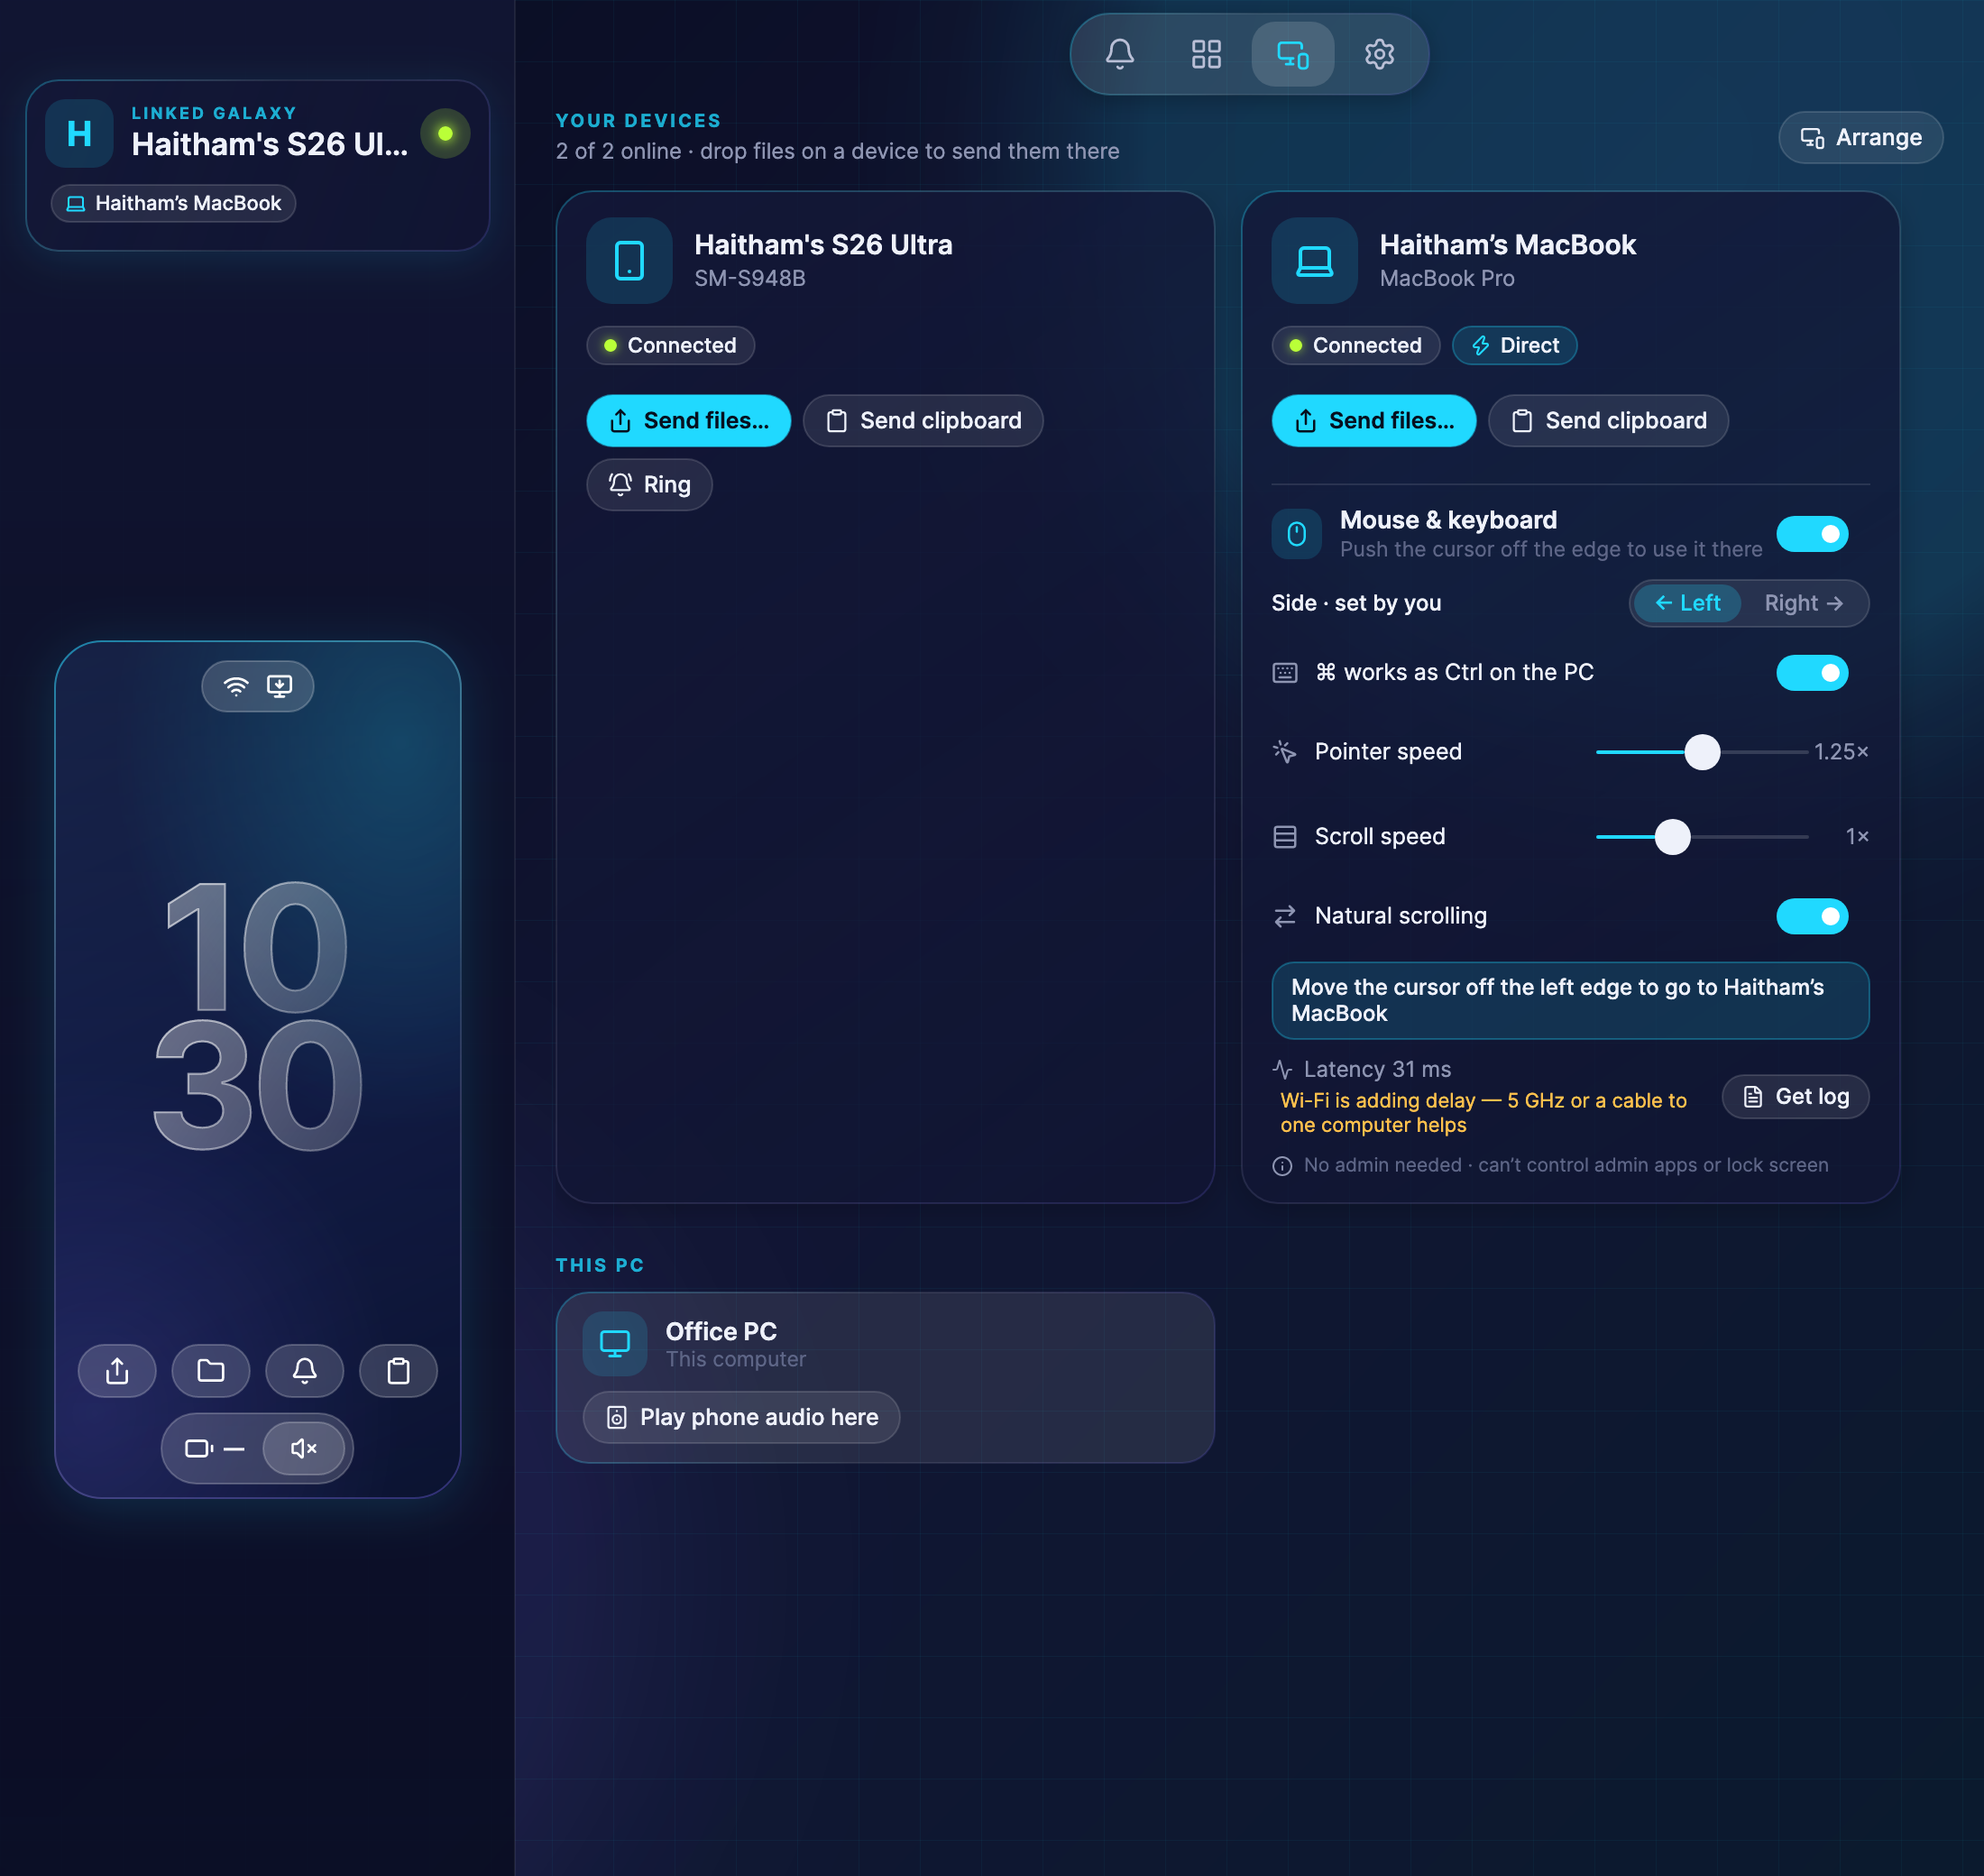 H
LINKED GALAXY
Haitham's S26 Ul...
Haitham’s MacBook
10
30
YOUR DEVICES
2 of 2 online · drop files on a device to send them there
Arrange
Haitham's S26 Ultra
SM-S948B
Connected
Send files...
Send clipboard
Ring
Haitham’s MacBook
MacBook Pro
Connected
Direct
Send files...
Send clipboard
Mouse & keyboard
Push the cursor off the edge to use it there
Side · set by you
← Left
Right →
⌘ works as Ctrl on the PC
Pointer speed
1.25×
Scroll speed
1×
Natural scrolling
Move the cursor off the left edge to go to Haitham’s
MacBook
Latency 31 ms
Wi-Fi is adding delay — 5 GHz or a cable to
one computer helps
Get log
No admin needed · can’t control admin apps or lock screen
THIS PC
Office PC
This computer
Play phone audio here